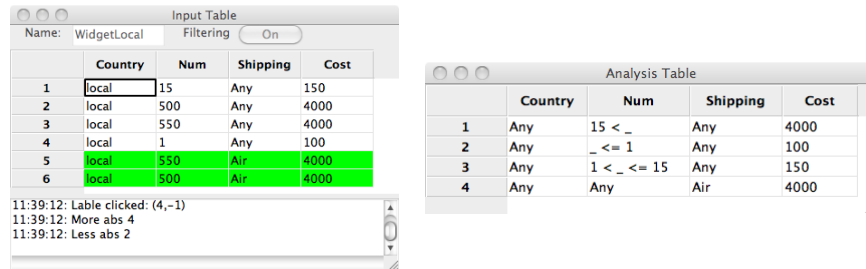 Input Table
Name: WidgetLocal Filtering On
Country Num Shipping Cost
1 local 15 Any 150
2 local 500 Any 4000
3 local 550 Any 4000
4 local 1 Any 100
5 local 550 Air 4000
6 local 500 Air 4000
11:39:12: Lable clicked: (4,-1)
11:39:12: More abs 4
11:39:12: Less abs 2
Analysis Table
Country Num Shipping Cost
1 Any 15 < _ Any 4000
2 Any _ <= 1 Any 100
3 Any 1 < _ <= 15 Any 150
4 Any Any Air 4000